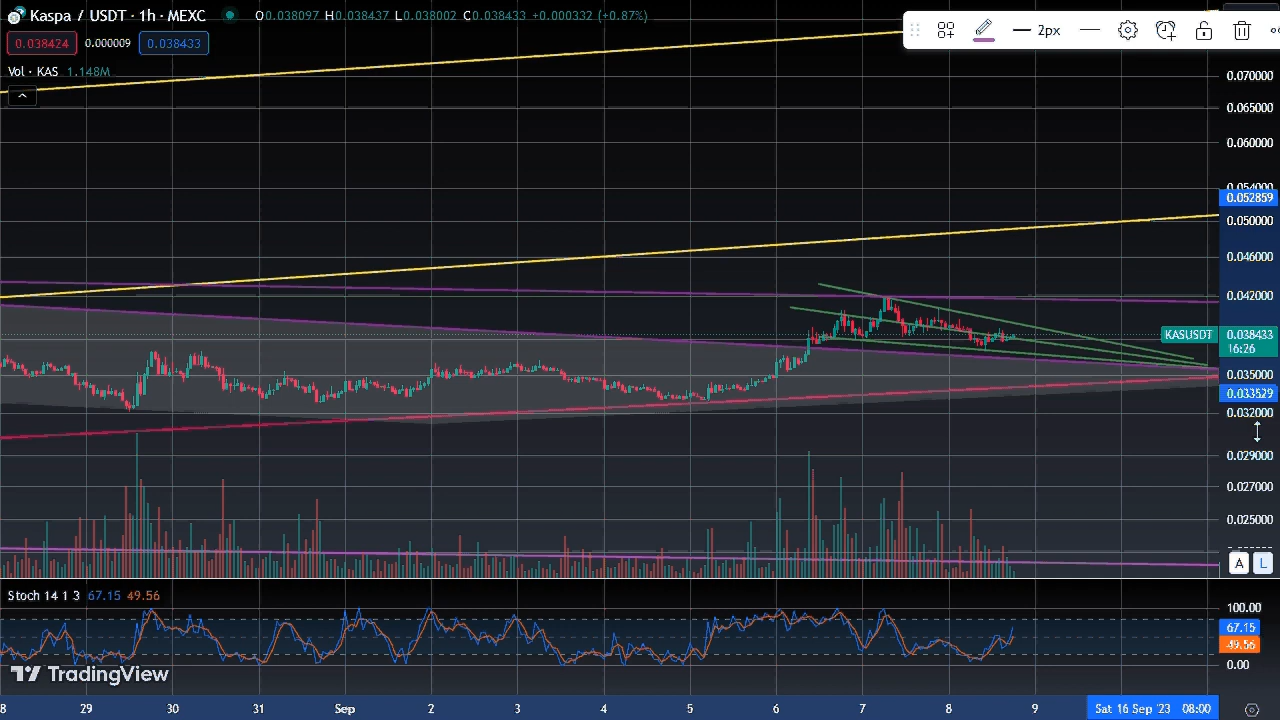 Kaspa / USDT · 1h · MEXC O0.038097 H0.038437 L0.038002 C0.038433 +0.000332 (+0.87%)
0.038424 0.00009 0.038433
Vol · KAS 1.148M
2px
0.070000
0.065000
0.060000
0.054000
0.052859
0.050000
0.046000
0.042000
KASUSDT 0.038433
16:26
0.035000
0.033529
0.032000
0.029000
0.027000
0.025000
A L
Stoch 14 1 3 67.15 49.56
100.00
67.15
49.56
0.00
TradingView
8 29 30 31 Sep 2 3 4 5 6 7 8 9 Sat 16 Sep '23 08:00